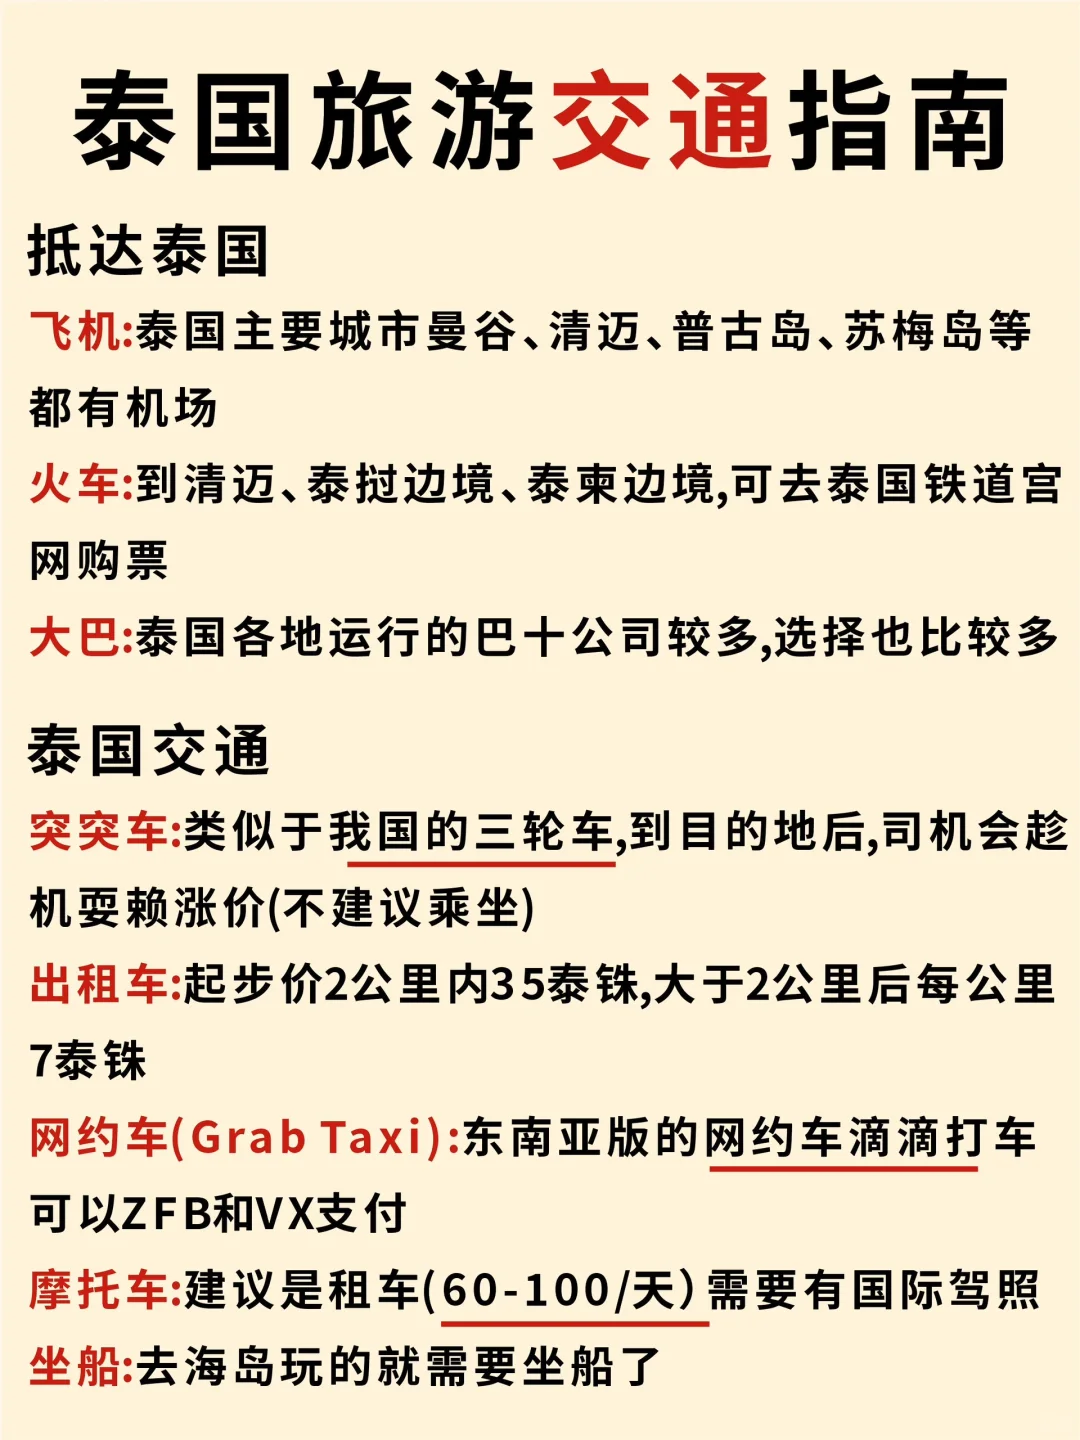 泰国旅游交通指南
抵达泰国
飞机:泰国主要城市曼谷、清迈、普古岛、苏梅岛等
都有机场
火车:到清迈、泰挝边境、泰柬边境,可去泰国铁道宫
网购票
大巴:泰国各地运行的巴十公司较多,选择也比较多
泰国交通
突突车:类似于我国的三轮车,到目的地后,司机会趁
机耍赖涨价(不建议乘坐)
出租车:起步价2公里内35泰铢,大于2公里后每公里
7泰铢
网约车(Grab Taxi):东南亚版的网约车滴滴打车
可以ZFB和VX支付
摩托车:建议是租车(60-100/天）需要有国际驾照
坐船:去海岛玩的就需要坐船了